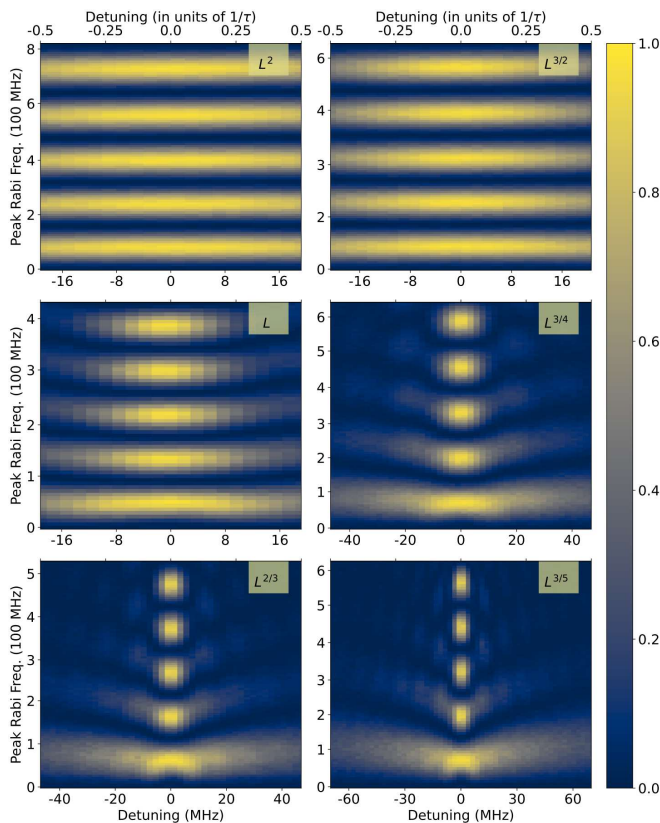 Detuning (in units of 1/τ) Detuning (in units of 1/τ)
-0.5 -0.25 0.0 0.25 0.5 -0.5 -0.25 0.0 0.25 0.5
Peak Rabi Freq. (100 MHz)
8
6
4
2
0
L^2
-16 -8 0 8 16
6
4
3
2
0
L^{3/2}
-16 -8 0 8 16
Peak Rabi Freq. (100 MHz)
4
3
2
1
0
L
-16 -8 0 8 16
6
5
4
3
2
1
0
L^{3/4}
-40 -20 0 20 40
Peak Rabi Freq. (100 MHz)
5
4
3
2
1
0
L^{2/3}
-40 -20 0 20 40
Detuning (MHz)
6
5
4
3
2
1
0
L^{3/5}
-60 -30 0 30 60
Detuning (MHz)
1.0
0.8
0.6
0.4
0.2
0.0